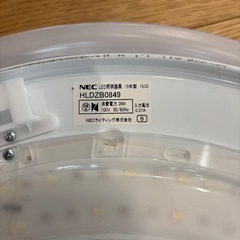 NEC LED照明器具 15年製 15.03
HLDZB0849
消費電力 38W 入力電流
100V 50/60Hz 0.37A
NECライティング株式会社 B